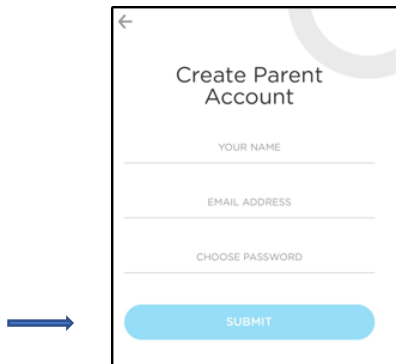 Create Parent
Account
YOUR NAME
EMAIL ADDRESS
CHOOSE PASSWORD
SUBMIT